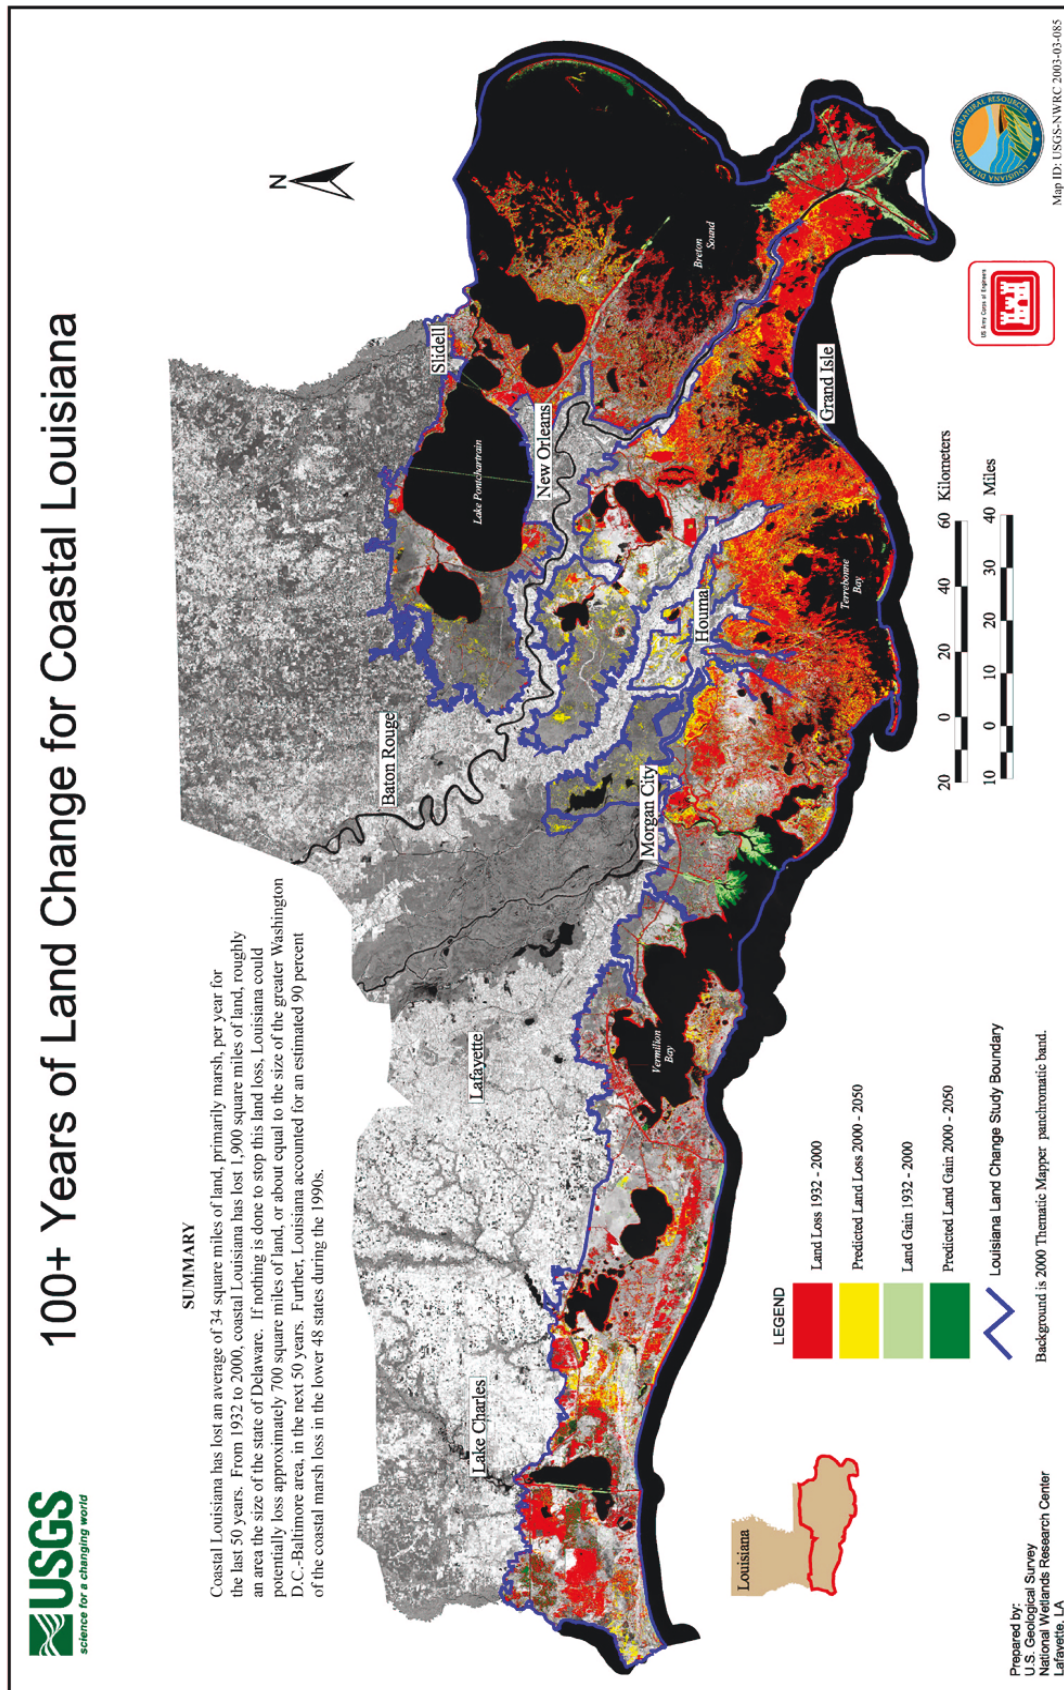 USGS
science for a changing world
100+ Years of Land Change for Coastal Louisiana
SUMMARY
Coastal Louisiana has lost an average of 34 square miles of land, primarily marsh, per year for
the last 50 years. From 1932 to 2000, coastal Louisiana has lost 1,900 square miles of land, roughly
an area the size of the state of Delaware. If nothing is done to stop this land loss, Louisiana could
potentially loss approximately 700 square miles of land, or about equal to the size of the greater Washington
D.C.-Baltimore area, in the next 50 years. Further, Louisiana accounted for an estimated 90 percent
of the coastal marsh loss in the lower 48 states during the 1990s.
N
Baton Rouge
Slidell
Lake Pontchartrain
New Orleans
Lafayette
Lake Charles
Morgan City
Houma
Breton
Sound
Vermilion
Bay
Terrebonne
Bay
Grand Isle
LEGEND
Land Loss 1932 - 2000
Predicted Land Loss 2000 - 2050
Land Gain 1932 - 2000
Predicted Land Gain 2000 - 2050
Louisiana Land Change Study Boundary
Background is 2000 Thematic Mapper panchromatic band.
20 0 20 40 60 Kilometers
10 0 10 20 30 40 Miles
Louisiana
Prepared by:
U.S. Geological Survey
National Wetlands Research Center
Lafayette, LA
US Army Corps of Engineers
LOUISIANA DEPARTMENT OF NATURAL RESOURCES
Map ID: USGS-NWRC 2003-03-085